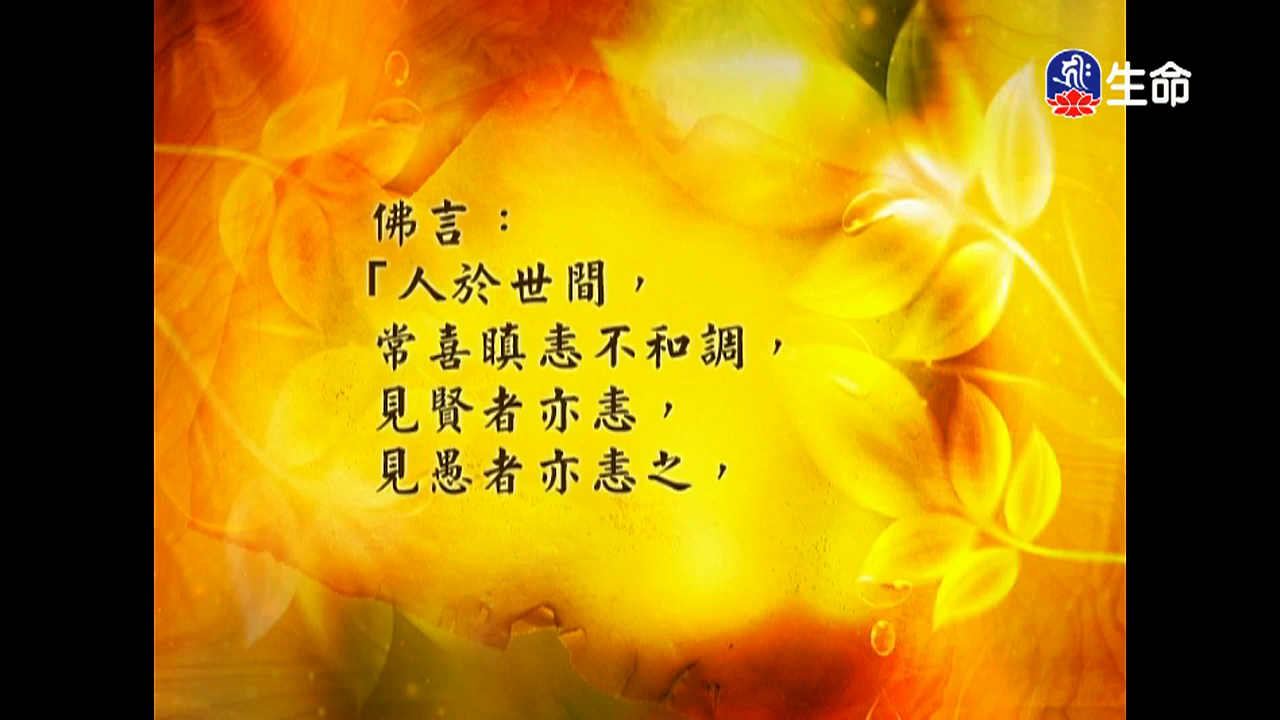 生命
佛言：
「人於世間，
常喜瞋恚不和調，
見賢者亦恚，
見愚者亦恚之，